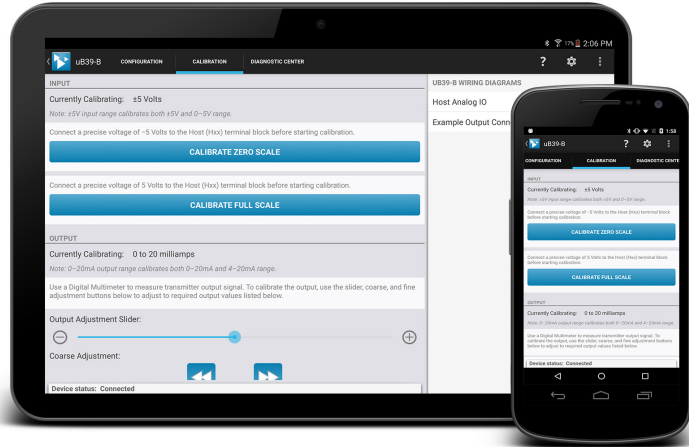 17% 2:06 PM
uB39-B CONFIGURATION CALIBRATION DIAGNOSTIC CENTER ?
INPUT
Currently Calibrating: ±5 Volts
Note: ±5V input range calibrates both ±5V and 0–5V range.
Connect a precise voltage of –5 Volts to the Host (Hxx) terminal block before starting calibration.
CALIBRATE ZERO SCALE
Connect a precise voltage of 5 Volts to the Host (Hxx) terminal block before starting calibration.
CALIBRATE FULL SCALE
OUTPUT
Currently Calibrating: 0 to 20 milliamps
Note: 0–20mA output range calibrates both 0–20mA and 4–20mA range.
Use a Digital Multimeter to measure transmitter output signal. To calibrate the output, use the slider, coarse, and fine
adjustment buttons below to adjust to required output values listed below.
Output Adjustment Slider:
Coarse Adjustment:
Device status: Connected
UB39-B WIRING DIAGRAMS
Host Analog IO
Example Output Conn
1:58
uB39-B ?
CONFIGURATION CALIBRATION DIAGNOSTIC CENTE
INPUT
Currently Calibrating: ±5 Volts
Note: ±5V input range calibrates both ±5V and 0–5V range.
Connect a precise voltage of –5 Volts to the Host (Hxx) terminal block
before starting calibration.
CALIBRATE ZERO SCALE
Connect a precise voltage of 5 Volts to the Host (Hxx) terminal block
before starting calibration.
CALIBRATE FULL SCALE
OUTPUT
Currently Calibrating: 0 to 20 milliamps
Note: 0–20mA output range calibrates both 0–20mA and 4–20mA range.
Use a Digital Multimeter to measure transmitter output signal. To
calibrate the output, use the slider, coarse, and fine adjustment buttons
below to adjust to required output values listed below.
Device status: Connected